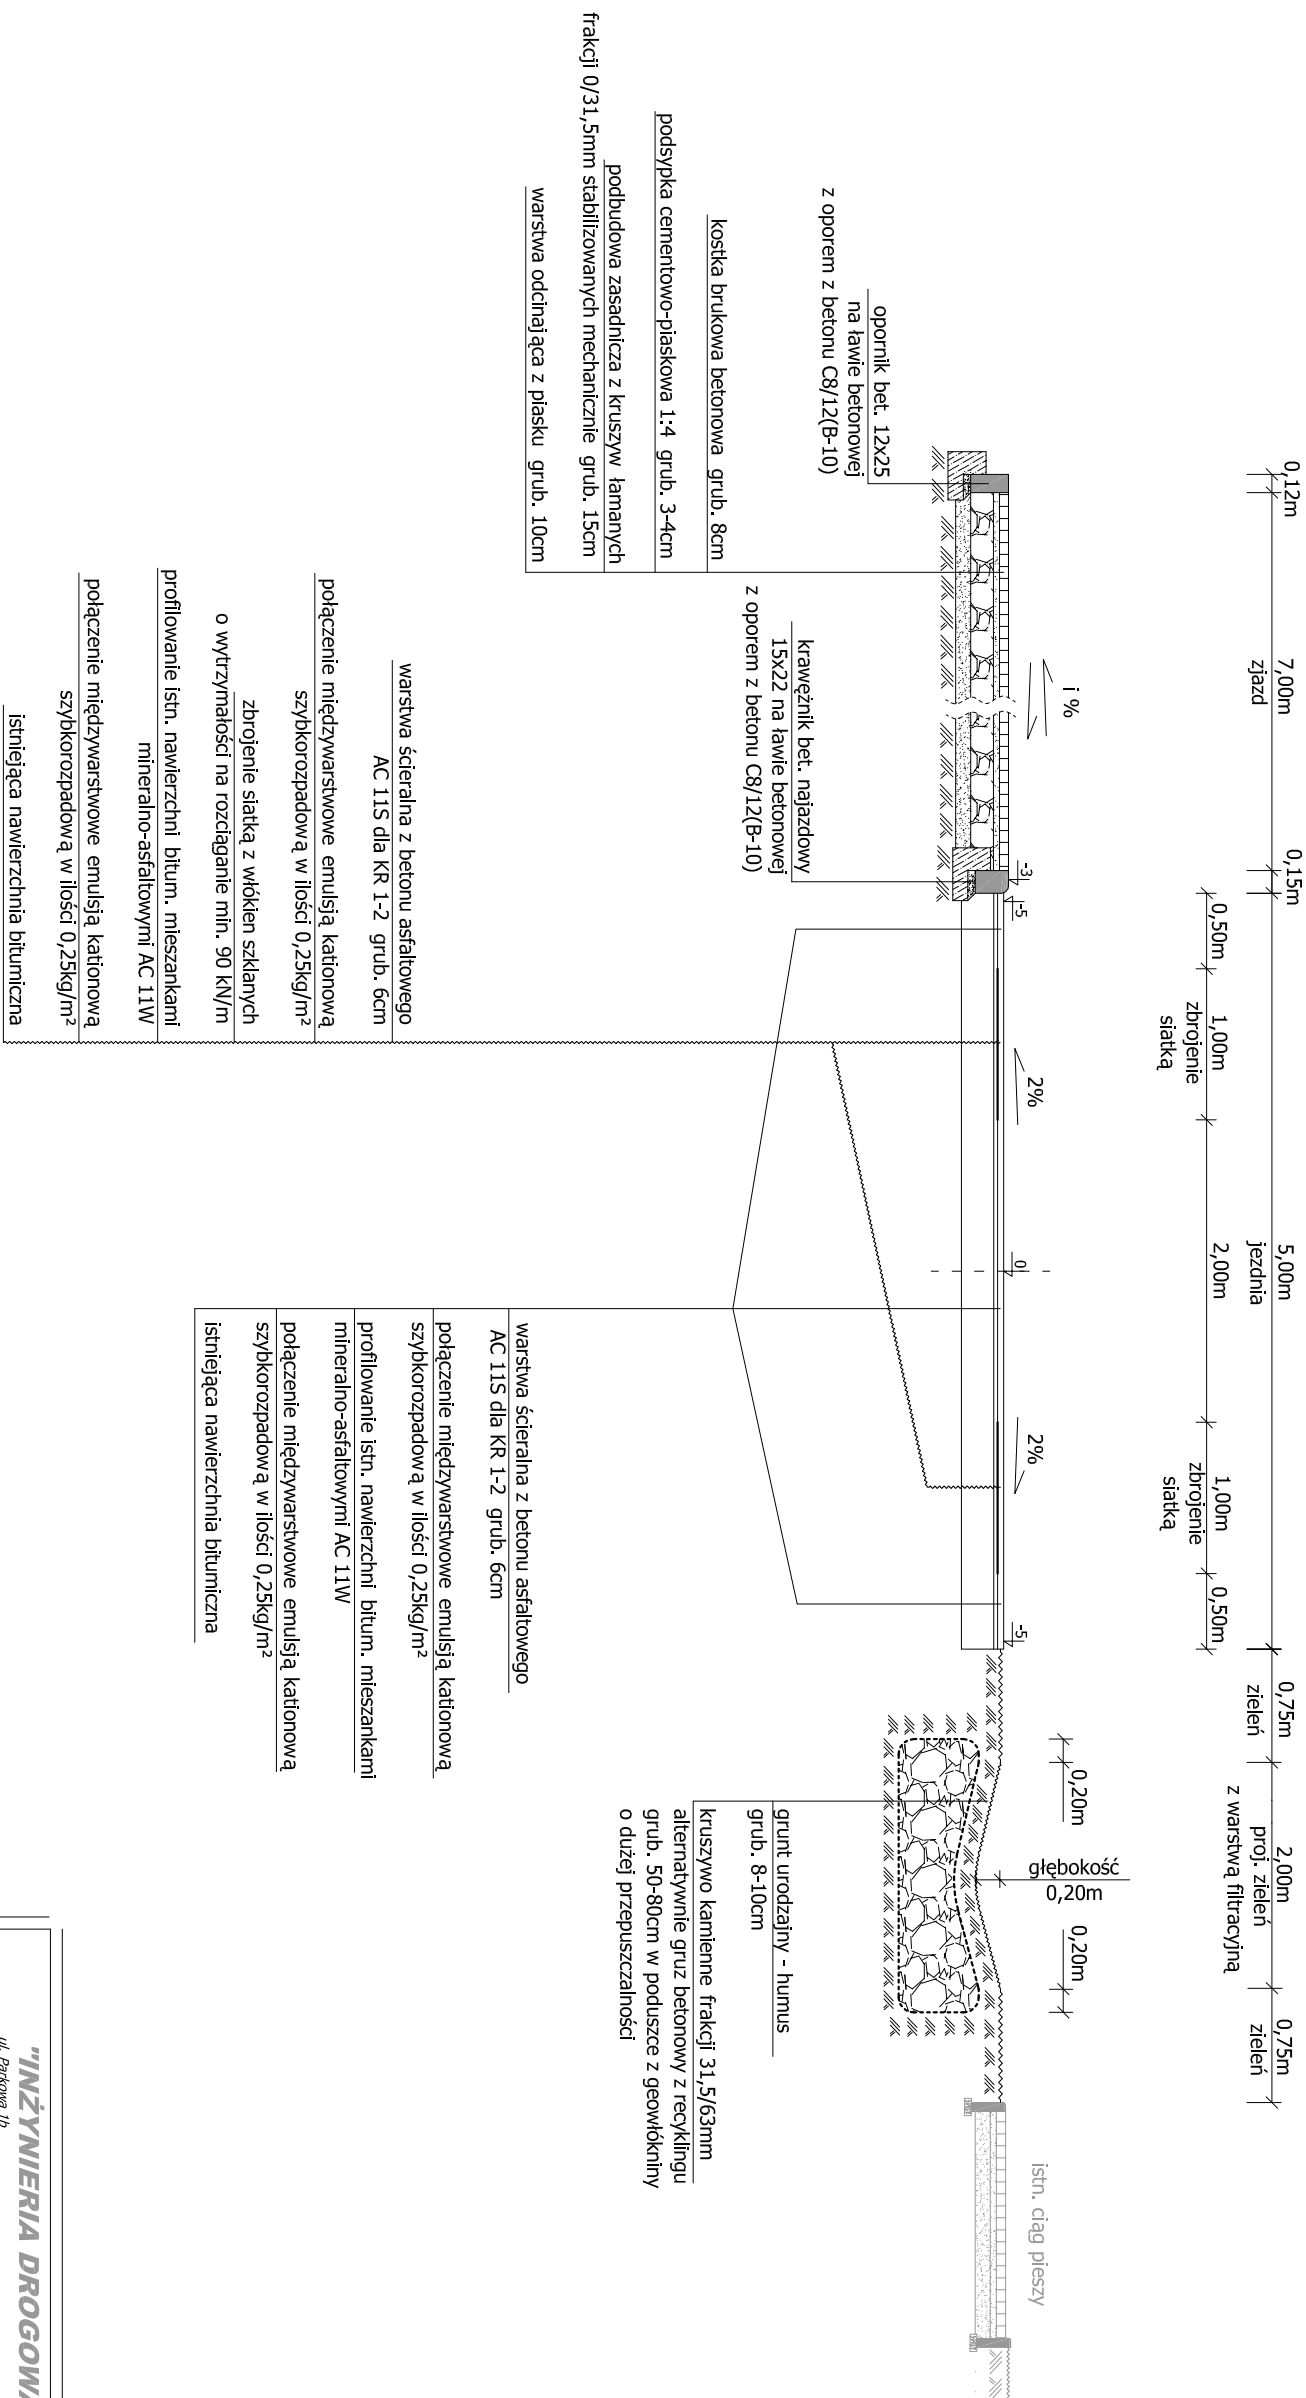 0,12m
7,00m
zjazd
0,15m
5,00m
jezdnia
0,75m
zieleń
2,00m
proj. zieleń
z warstwą filtracyjną
0,75m
zieleń
0,50m
1,00m
zbrojenie
siatką
2,00m
1,00m
zbrojenie
siatką
0,50m
i %
2%
2%
0,20m
głębokość
0,20m
0,20m
istn. ciąg pieszy
-3
-5
0
-5
opornik bet. 12x25
na ławie betonowej
z oporem z betonu C8/12(B-10)
kostka brukowa betonowa grub. 8cm
podsypka cementowo-piaskowa 1:4 grub. 3-4cm
podbudowa zasadnicza z kruszyw łamanych
frakcji 0/31,5mm stabilizowanych mechanicznie grub. 15cm
warstwa odcinająca z piasku grub. 10cm
krawężnik bet. najazdowy
15x22 na ławie betonowej
z oporem z betonu C8/12(B-10)
warstwa ścieralna z betonu asfaltowego
AC 11S dla KR 1-2 grub. 6cm
połączenie międzywarstwowe emulsją kationową
szybkorozpadową w ilości 0,25kg/m²
zbrojenie siatką z włókien szklanych
o wytrzymałości na rozciąganie min. 90 kN/m
profilowanie istn. nawierzchni bitum. mieszankami
mineralno-asfaltowymi AC 11W
połączenie międzywarstwowe emulsją kationową
szybkorozpadową w ilości 0,25kg/m²
istniejąca nawierzchnia bitumiczna
warstwa ścieralna z betonu asfaltowego
AC 11S dla KR 1-2 grub. 6cm
połączenie międzywarstwowe emulsją kationową
szybkorozpadową w ilości 0,25kg/m²
profilowanie istn. nawierzchni bitum. mieszankami
mineralno-asfaltowymi AC 11W
połączenie międzywarstwowe emulsją kationową
szybkorozpadową w ilości 0,25kg/m²
istniejąca nawierzchnia bitumiczna
grunt urodzajny - humus
grub. 8-10cm
kruszywo kamienne frakcji 31,5/63mm
alternatywnie gruz betonowy z recyklingu
grub. 50-80cm w poduszce z geowłókniny
o dużej przepuszczalności
"INŻYNIERIA DROGOWA
ul. Parkowa 1b